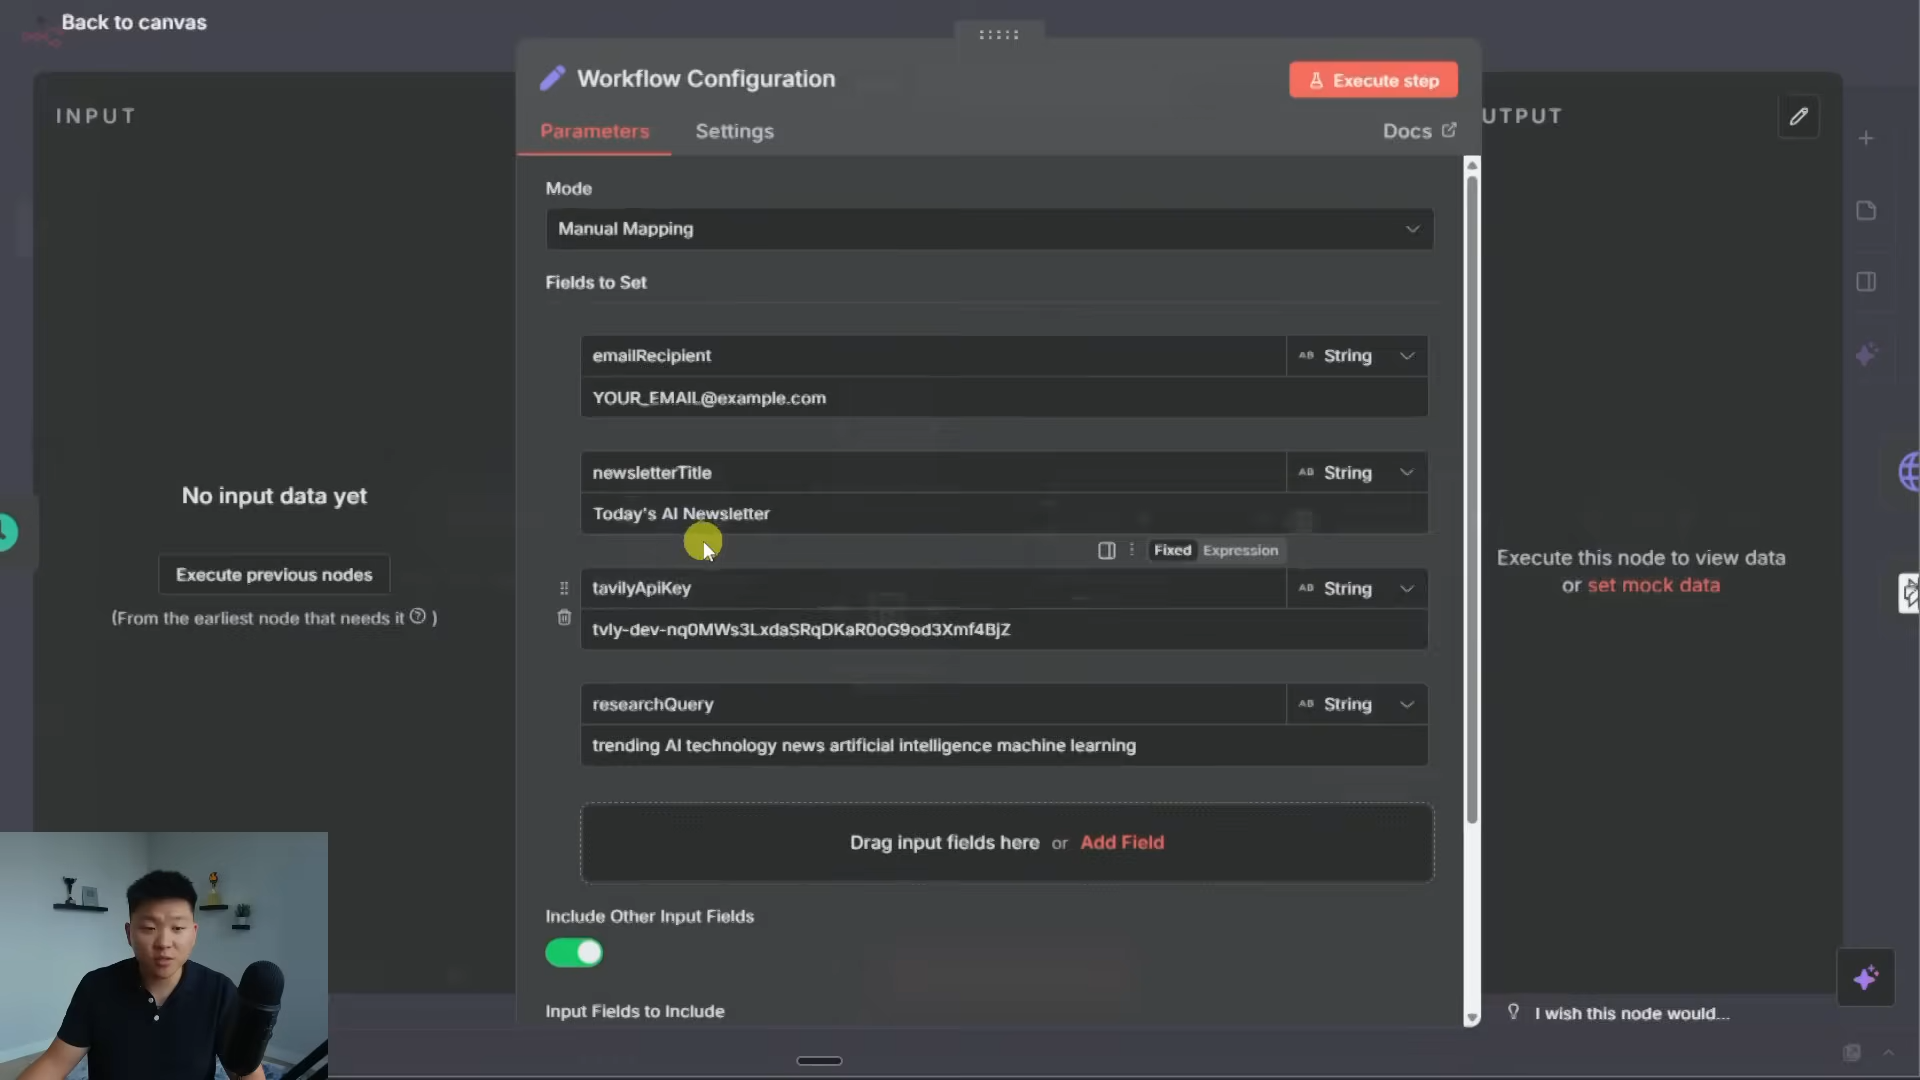 Back to canvas
INPUT
No input data yet
Execute previous nodes
(From the earliest node that needs it ? )
Workflow Configuration
Execute step
Parameters
Settings
Docs
Mode
Manual Mapping
Fields to Set
emailRecipient
AB String
YOUR_EMAIL@example.com
newsletterTitle
AB String
Today's AI Newsletter
Fixed Expression
tavilyApiKey
AB String
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
researchQuery
AB String
trending AI technology news artificial intelligence machine learning
Drag input fields here or Add Field
Include Other Input Fields
Input Fields to Include
UTPUT
Execute this node to view data
or set mock data
I wish this node would...